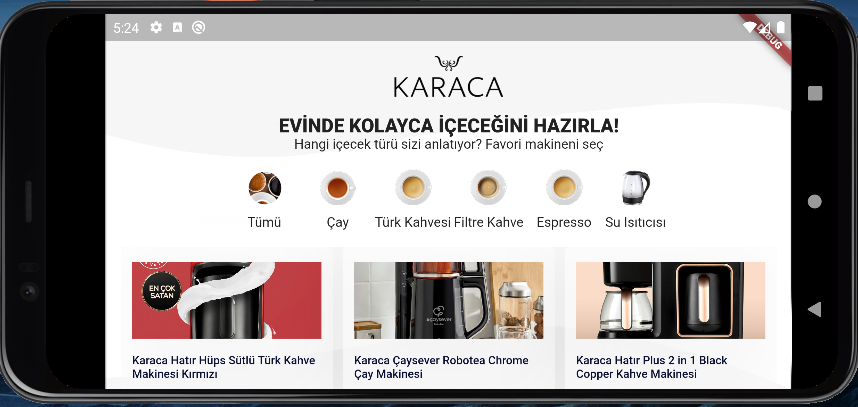 5:24
DEBUG
KARACA
EVİNDE KOLAYCA İÇECEĞİNİ HAZIRLA!
Hangi içecek türü sizi anlatıyor? Favori makineni seç
Tümü
Çay
Türk Kahvesi
Filtre Kahve
Espresso
Su Isıtıcısı
EN ÇOK
SATAN
çaysever
Karaca Hatır Hüps Sütlü Türk Kahve
Makinesi Kırmızı
Karaca Çaysever Robotea Chrome
Çay Makinesi
Karaca Hatır Plus 2 in 1 Black
Copper Kahve Makinesi